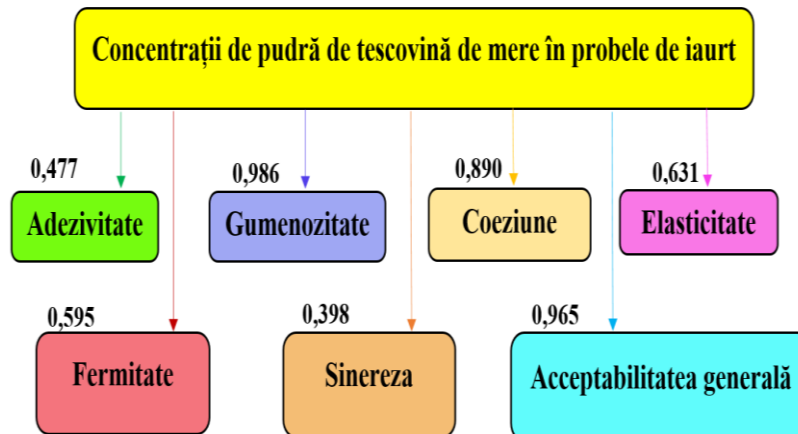 Concentrații de pudră de tescovină de mere în probele de iaurt
0,477
0,986
0,890
0,631
Adezivitate
Gumenozitate
Coeziune
Elasticitate
0,595
0,398
0,965
Fermitate
Sinereza
Acceptabilitatea generală